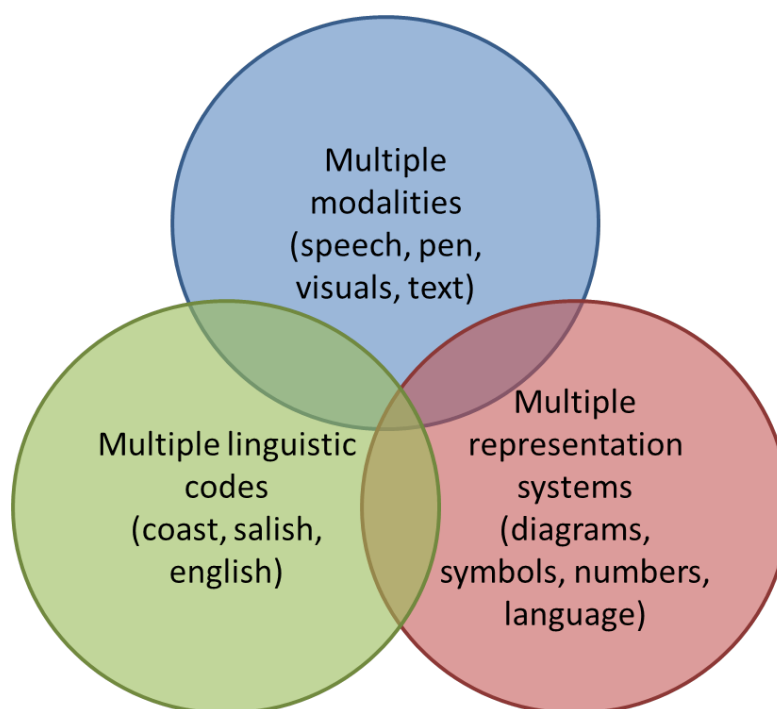 Multiple
modalities
(speech, pen,
visuals, text)
Multiple linguistic
codes
(coast, salish,
english)
Multiple
representation
systems
(diagrams,
symbols, numbers,
language)